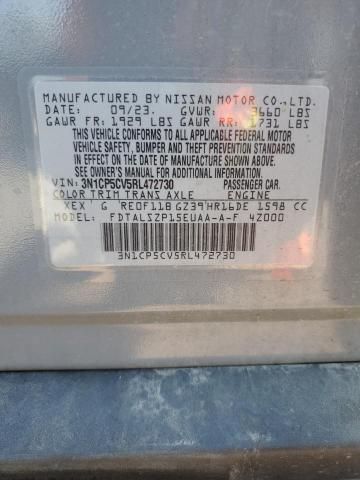 MANUFACTURED BY NISSAN MOTOR CO., LTD.
DATE: 09/23. GVWR: 3660 LBS
GAWR FR: 1929 LBS GAWR RR: 1731 LBS
THIS VEHICLE CONFORMS TO ALL APPLICABLE FEDERAL MOTOR
VEHICLE SAFETY, BUMPER, AND THEFT PREVENTION STANDARDS
IN EFFECT ON THE DATE OF MANUFACTURE SHOWN ABOVE.
SEE OWNER'S MANUAL FOR ADDITIONAL INFORMATION.
VIN: 3N1CP5CV5RL472730 PASSENGER CAR.
COLOR TRIM TRANS AXLE ENGINE
XEX G RE0F11B GZ39 HR16DE 1598 CC
MODEL: FDTALSZP15EUAA-A-F 4Z000
3N1CP5CV5RL472730